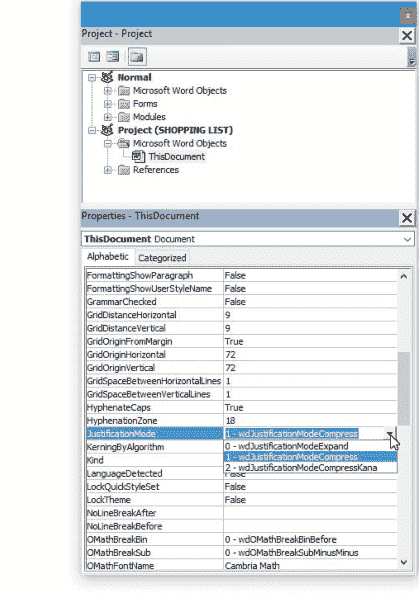 Project - Project
Normal
Microsoft Word Objects
Forms
Modules
Project (SHOPPING LIST)
Microsoft Word Objects
ThisDocument
References
Properties - ThisDocument
ThisDocument Document
Alphabetic Categorized
FormattingShowParagraph False
FormattingShowUserStyleName False
GrammarChecked False
GridDistanceHorizontal 9
GridDistanceVertical 9
GridOriginFromMargin True
GridOriginHorizontal 72
GridOriginVertical 72
GridSpaceBetweenHorizontalLines 1
GridSpaceBetweenVerticalLines 1
HyphenateCaps True
HyphenationZone 18
JustificationMode 1 - wdJustificationModeCompress
KerningByAlgorithm 0 - wdJustificationModeExpand
Kind 1 - wdJustificationModeCompress
LanguageDetected 2 - wdJustificationModeCompressKana
LockQuickStyleSet False
LockTheme False
NoLineBreakAfter
NoLineBreakBefore
OMathBreakBin 0 - wdOMathBreakBinBefore
OMathBreakSub 0 - wdOMathBreakSubMinusMinus
OMathFontName Cambria Math